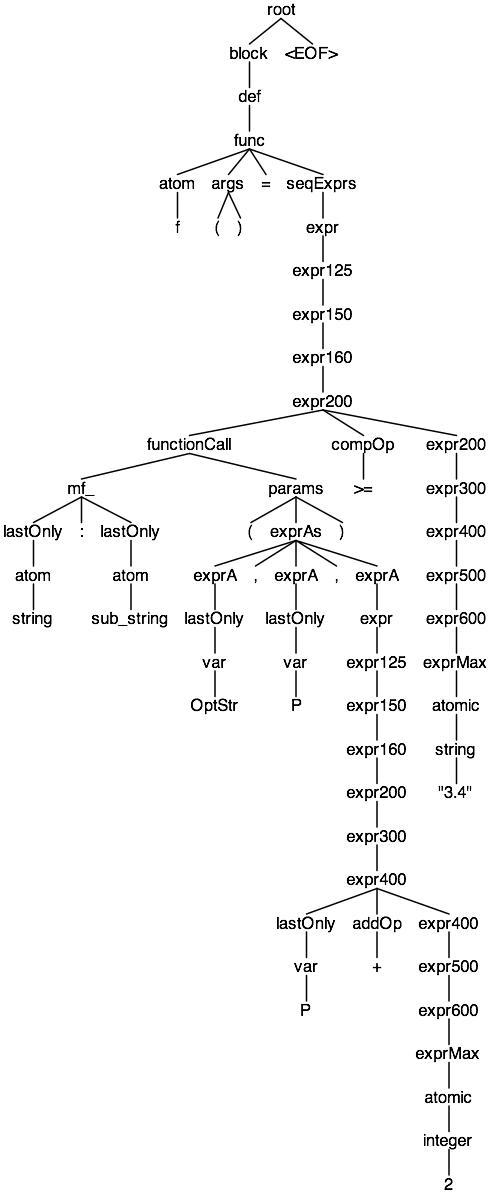 root
block <EOF>
def
func
atom args = seqExprs
f ( ) expr
expr125
expr150
expr160
expr200
functionCall compOp expr200
mf_ params >= expr300
lastOnly : lastOnly ( exprAs ) expr400
atom atom exprA , exprA , exprA expr500
string sub_string lastOnly lastOnly expr expr600
var var expr125 exprMax
OptStr P expr150 atomic
expr160 string
expr200 "3.4"
expr300
expr400
lastOnly addOp expr400
var + expr500
P expr600
exprMax
atomic
integer
2